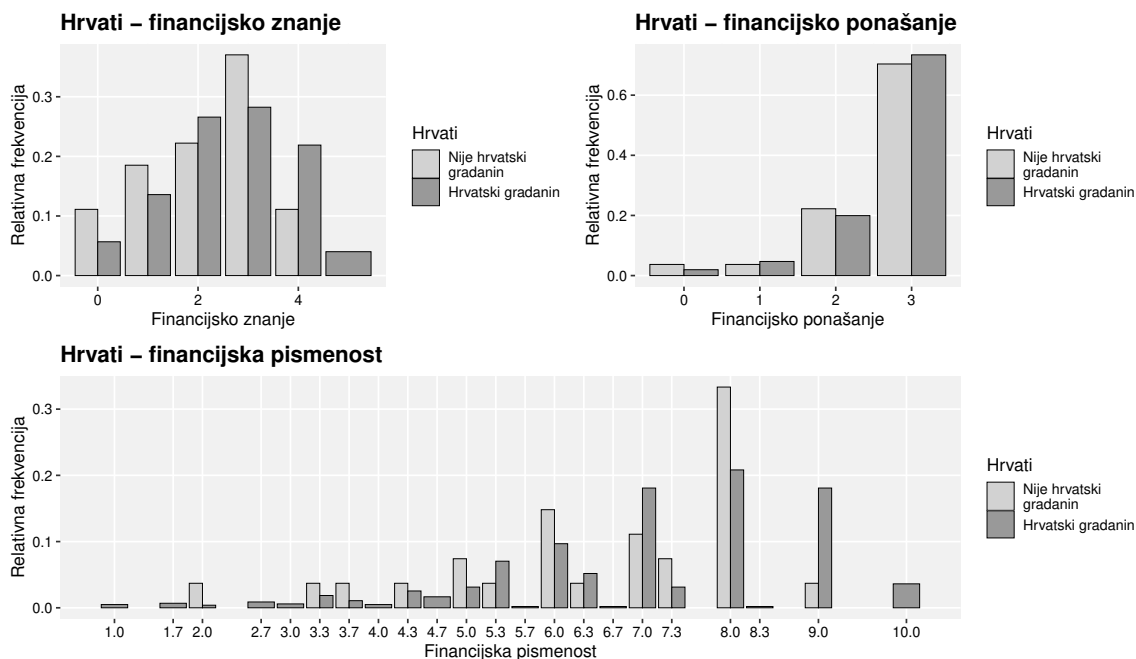 Hrvati – financijsko znanje
Relativna frekvencija
0.3
0.2
0.1
0.0
0 2 4
Financijsko znanje
Hrvati
Nije hrvatski
gradanin
Hrvatski gradanin
Hrvati – financijsko ponašanje
Relativna frekvencija
0.6
0.4
0.2
0.0
0 1 2 3
Financijsko ponašanje
Hrvati
Nije hrvatski
gradanin
Hrvatski gradanin
Hrvati – financijska pismenost
Relativna frekvencija
0.3
0.2
0.1
0.0
1.0 1.7 2.0 2.7 3.0 3.3 3.7 4.0 4.3 4.7 5.0 5.3 5.7 6.0 6.3 6.7 7.0 7.3 8.0 8.3 9.0 10.0
Financijska pismenost
Hrvati
Nije hrvatski
gradanin
Hrvatski gradanin